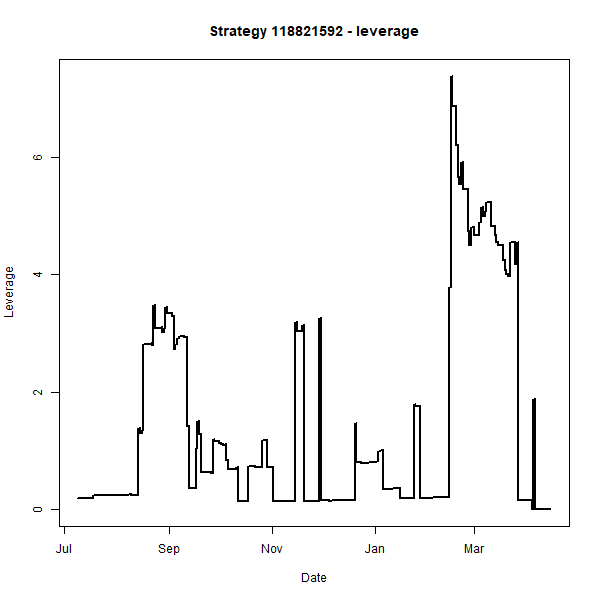 Strategy 118821592 - leverage
Leverage
6
4
2
0
Jul Sep Nov Jan Mar
Date